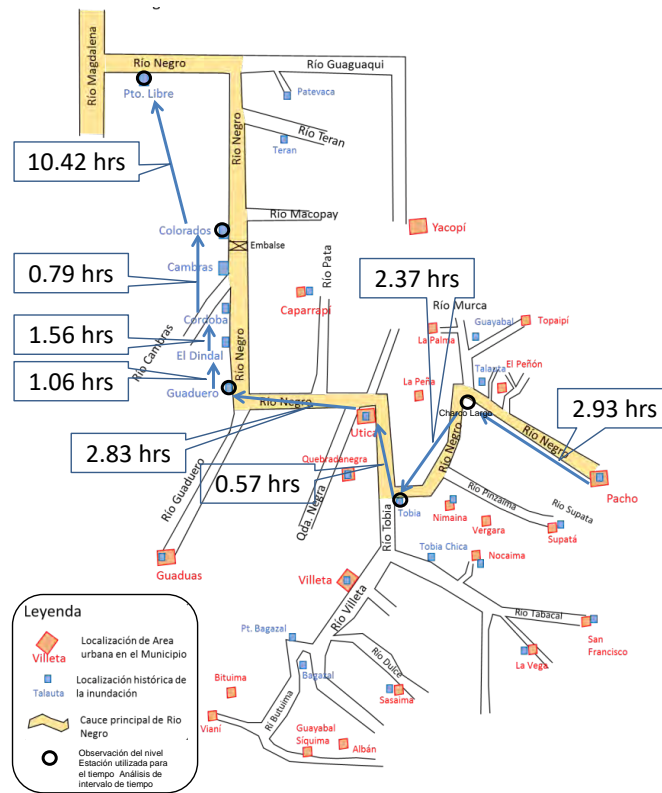 Río Magdalena
Río Negro
Río Guaguaqui
Pto. Libre
Patevaca
Río Negro
Río Teran
Teran
10.42 hrs
Río Macopay
Colorados
Yacopí
Embalse
Cambras
0.79 hrs
Río Pata
2.37 hrs
Caparrapí
Río Murca
Cordoba
Guayabal
Topaipí
1.56 hrs
La Palma
Río Cambras
El Dindal
Río Negro
Talauta
El Peñón
1.06 hrs
La Peña
Guaduero
Río Negro
Charco Largo
2.93 hrs
Utica
Río Negro
Río Negro
2.83 hrs
Quebradanegra
0.57 hrs
Río Guaduero
Qda. Negra
Río Pinzaima
Pacho
Río Tobia
Tobia
Nimaina
Río Supata
Vergara
Supatá
Guaduas
Tobia Chica
Nocaima
Villeta
Río Villeta
Río Tabacal
San
Francisco
Pt. Bagazal
La Vega
Río Dulce
Bagazal
Sasaima
Bituima
Rí Butuima
Vianí
Guayabal
Síquima
Albán
Leyenda
Localización de Area
urbana en el Municipio
Villeta
Localización histórica de
la inundación
Talauta
Cauce principal de Rio
Negro
Observación del nivel
Estación utilizada para
el tiempo Análisis de
intervalo de tiempo